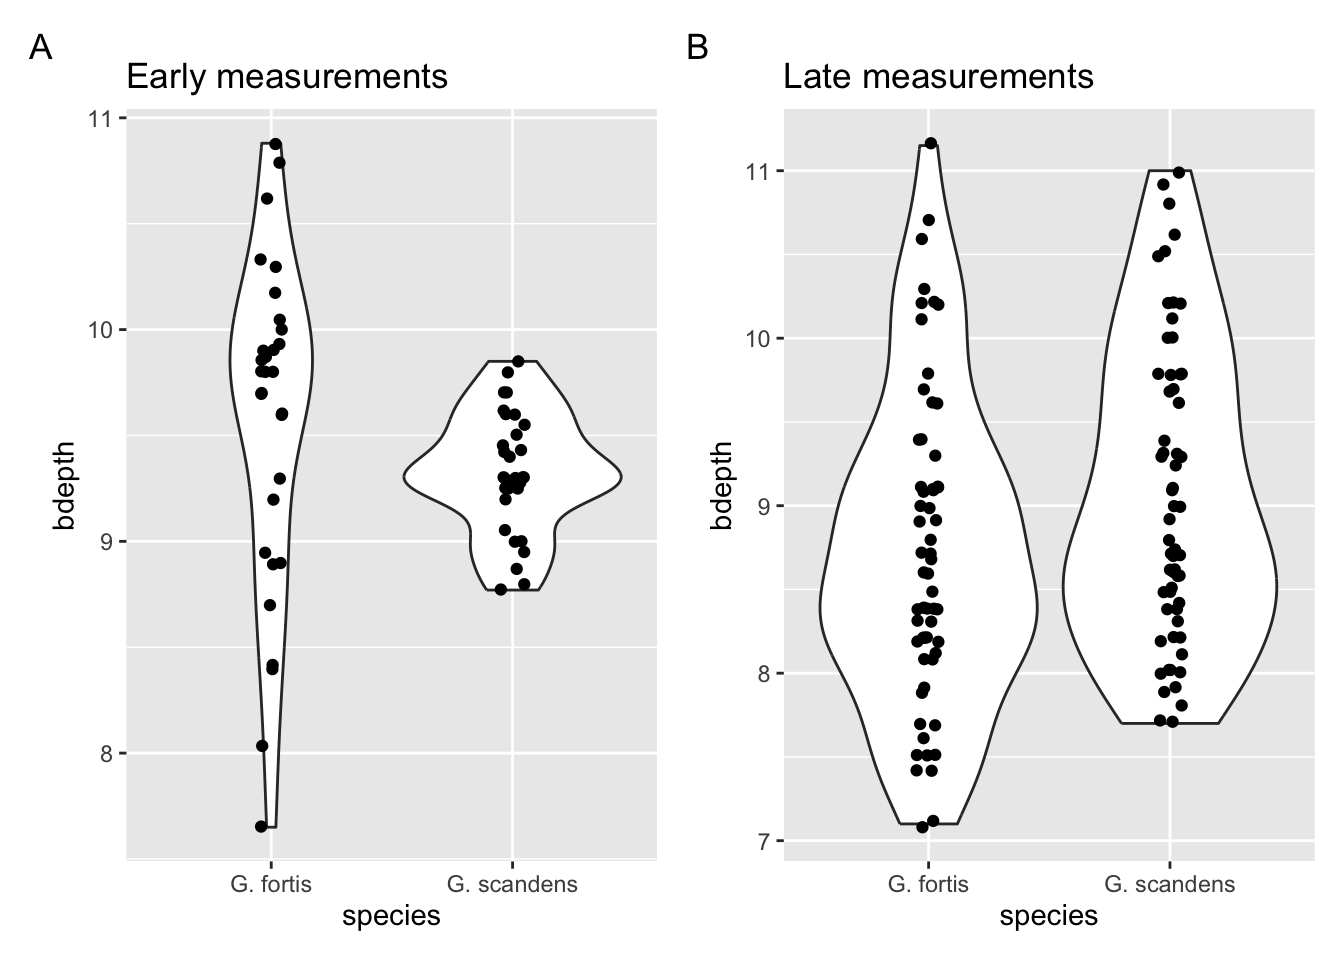 A
Early measurements
11
10
9
8
bdepth
G. fortis
G. scandens
species
B
Late measurements
11
10
9
8
7
bdepth
G. fortis
G. scandens
species